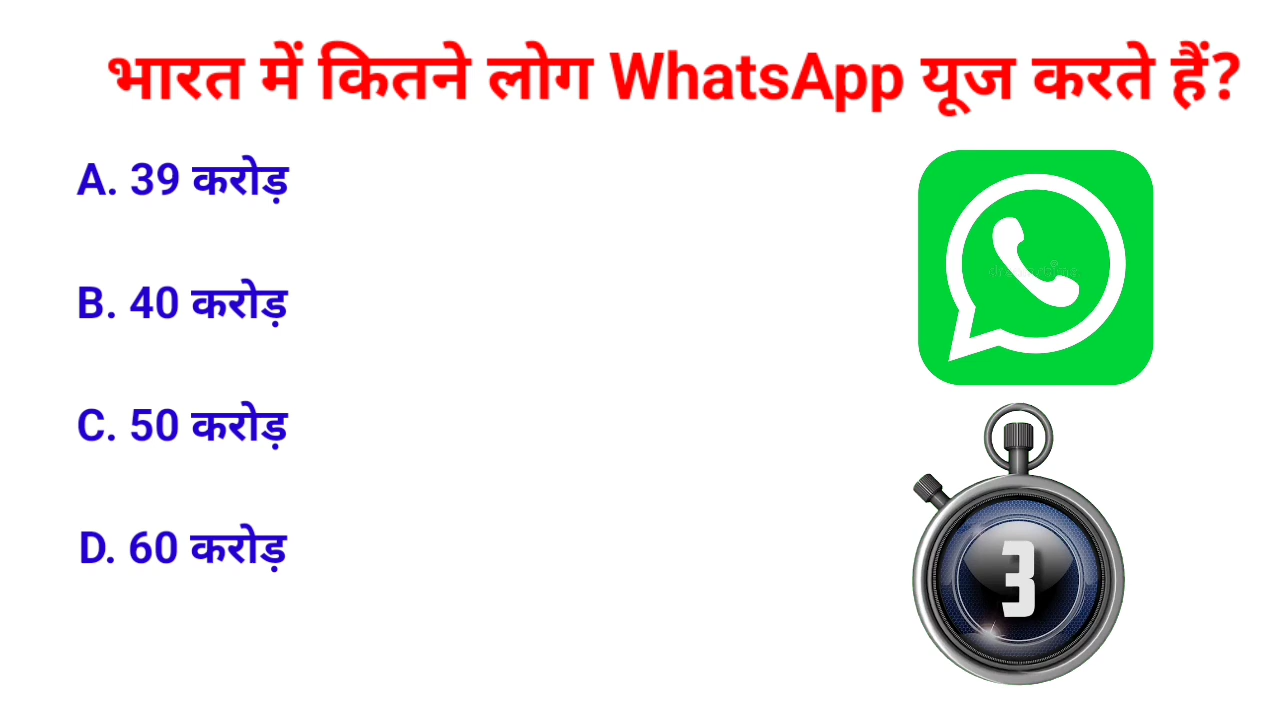 भारत में कितने लोग WhatsApp यूज करते हैं?
A. 39 करोड़
B. 40 करोड़
C. 50 करोड़
D. 60 करोड़
3